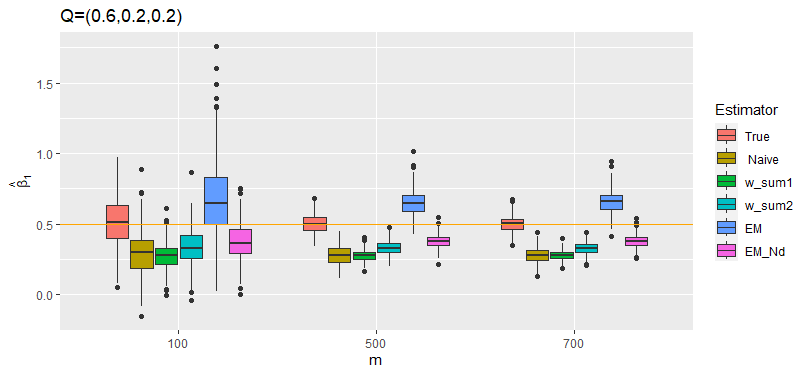 Q=(0.6,0.2,0.2)
1.5
1.0
0.5
0.0
β̂₁
100
500
700
m
Estimator
True
Naive
w_sum1
w_sum2
EM
EM_Nd